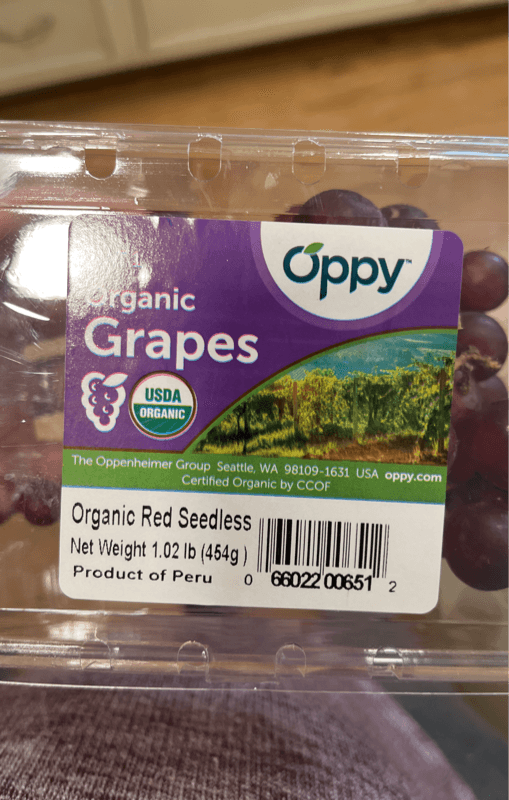 Oppy™
Organic
Grapes
USDA
ORGANIC
The Oppenheimer Group Seattle, WA 98109-1631 USA oppy.com
Certified Organic by CCOF
Organic Red Seedless
Net Weight 1.02 lb (454g )
Product of Peru
0 66022 00651 2